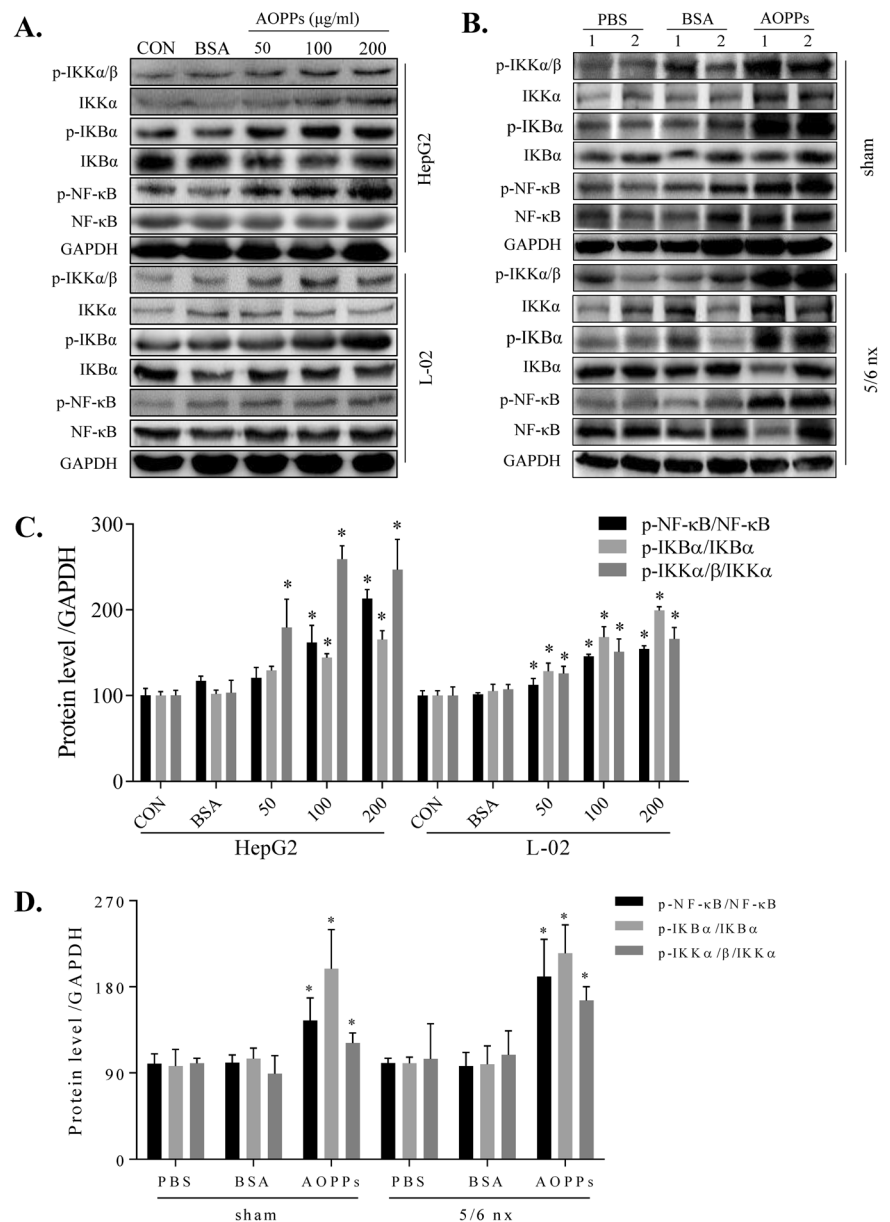 A.
AOPPs (μg/ml)
CON BSA 50 100 200
p-IKKα/β
IKKα
p-IKBα
IKBα
p-NF-κB
NF-κB
GAPDH
HepG2
p-IKKα/β
IKKα
p-IKBα
IKBα
p-NF-κB
NF-κB
GAPDH
L-02
B.
PBS BSA AOPPs
1 2 1 2 1 2
p-IKKα/β
IKKα
p-IKBα
IKBα
p-NF-κB
NF-κB
GAPDH
sham
p-IKKα/β
IKKα
p-IKBα
IKBα
p-NF-κB
NF-κB
GAPDH
5/6 nx
C.
Protein level /GAPDH
300
200
100
0
* * * * * * * * * * * * * * * *
p-NF-κB/NF-κB
p-IKBα/IKBα
p-IKKα/β/IKKα
CON BSA 50 100 200 CON BSA 50 100 200
HepG2 L-02
D.
Protein level /GAPDH
270
180
90
0
* * * * * *
p-NF-κB/NF-κB
p-IKBα/IKBα
p-IKKα/β/IKKα
PBS BSA AOPPs PBS BSA AOPPs
sham 5/6 nx